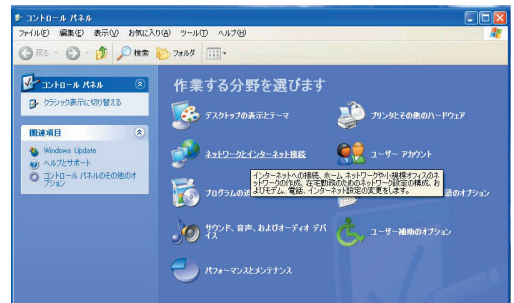 コントロール パネル
ファイル(F) 編集(E) 表示(V) お気に入り(A) ツール(T) ヘルプ(H)
戻る 検索 フォルダ
コントロール パネル
クラシック表示に切り替える
関連項目
Windows Update
ヘルプとサポート
コントロール パネルのその他のオ
プション
作業する分野を選びます
デスクトップの表示とテーマ
プリンタとその他のハードウェア
ネットワークとインターネット接続
ユーザー アカウント
インターネットへの接続、ホーム ネットワークや小規模オフィスのネ
ットワークの作成、在宅勤務のためのネットワーク設定の構成、お
よびモデム、電話、インターネット設定の変更をします。
プログラムの追
語のオプション
サウンド、音声、およびオーディオ デバ
イス
ユーザー補助のオプション
パフォーマンスとメンテナンス